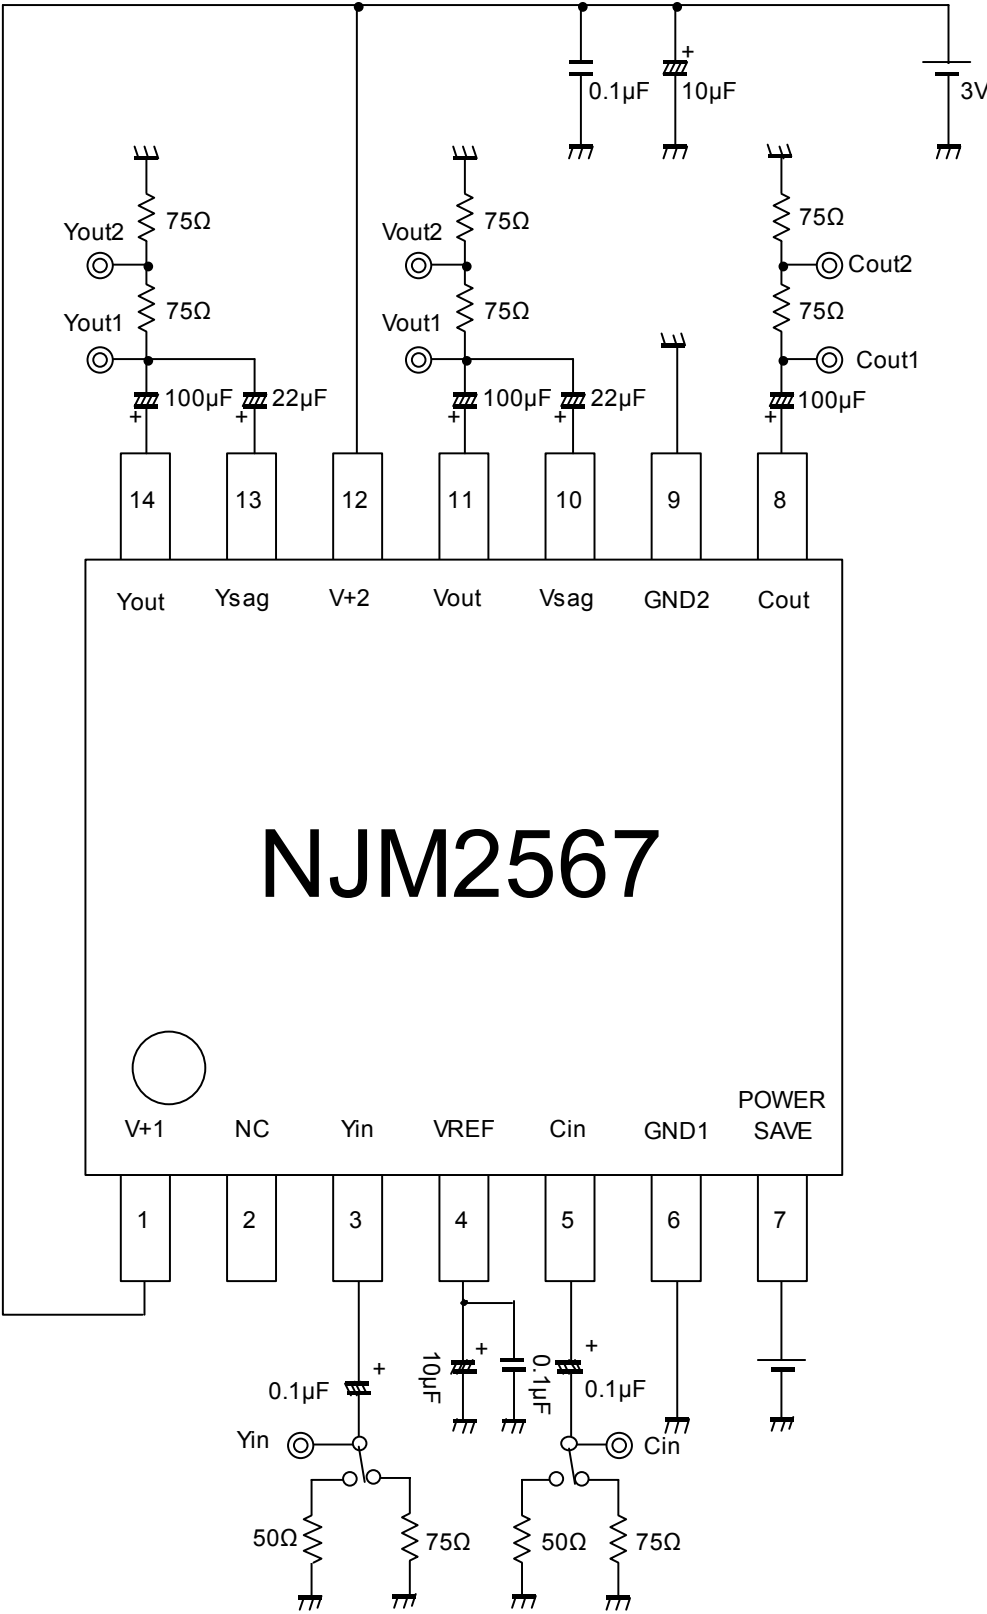 0.1µF 10µF 3V
75Ω 75Ω 75Ω
Yout2 Vout2 Cout2
75Ω 75Ω 75Ω
Yout1 Vout1 Cout1
100µF 22µF 100µF 22µF 100µF
+ + + + + +
14 13 12 11 10 9 8
Yout Ysag V+2 Vout Vsag GND2 Cout
NJM2567
V+1 NC Yin VREF Cin GND1 POWER
SAVE
1 2 3 4 5 6 7
0.1µF + 10µF + 0.1µF + 0.1µF
Yin Cin
50Ω 75Ω 50Ω 75Ω